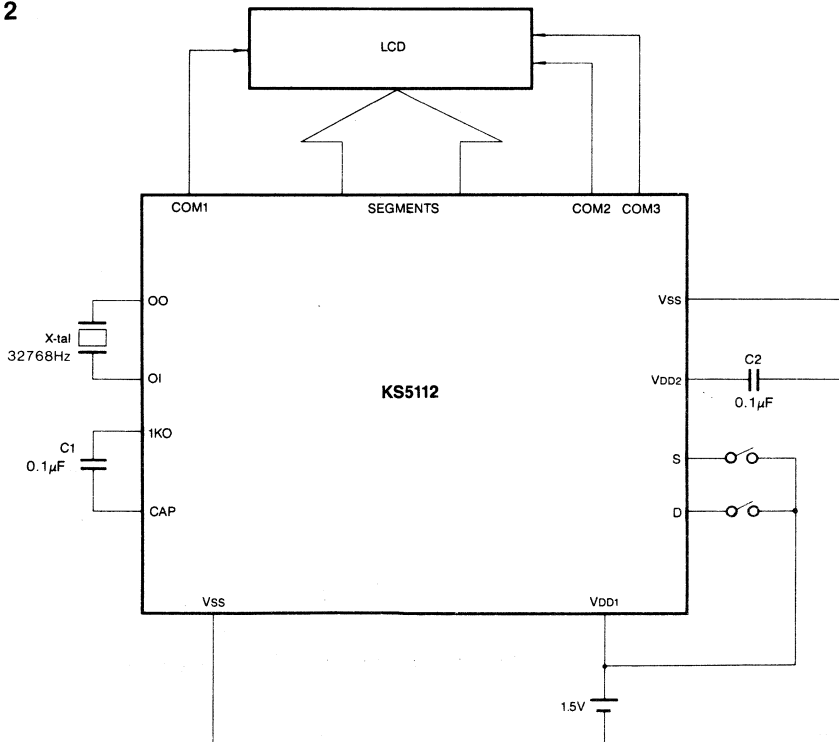 2
LCD
COM1
SEGMENTS
COM2
COM3
OO
X-tal
32768Hz
OI
1KO
C1
0.1μF
CAP
KS5112
VSS
VDD2
C2
0.1μF
S
D
VSS
VDD1
1.5V